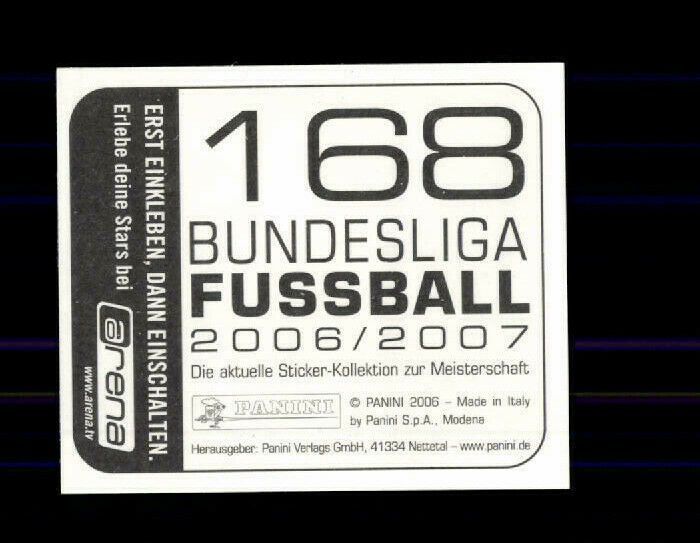 ERST EINKLEBEN, DANN EINSCHALTEN.
Erlebe deine Stars bei
arena
www.arena.tv
168
BUNDESLIGA
FUSSBALL
2006/2007
Die aktuelle Sticker-Kollektion zur Meisterschaft
PANINI
© PANINI 2006 – Made in Italy
by Panini S.p.A., Modena
Herausgeber: Panini Verlags GmbH, 41334 Nettetal – www.panini.de